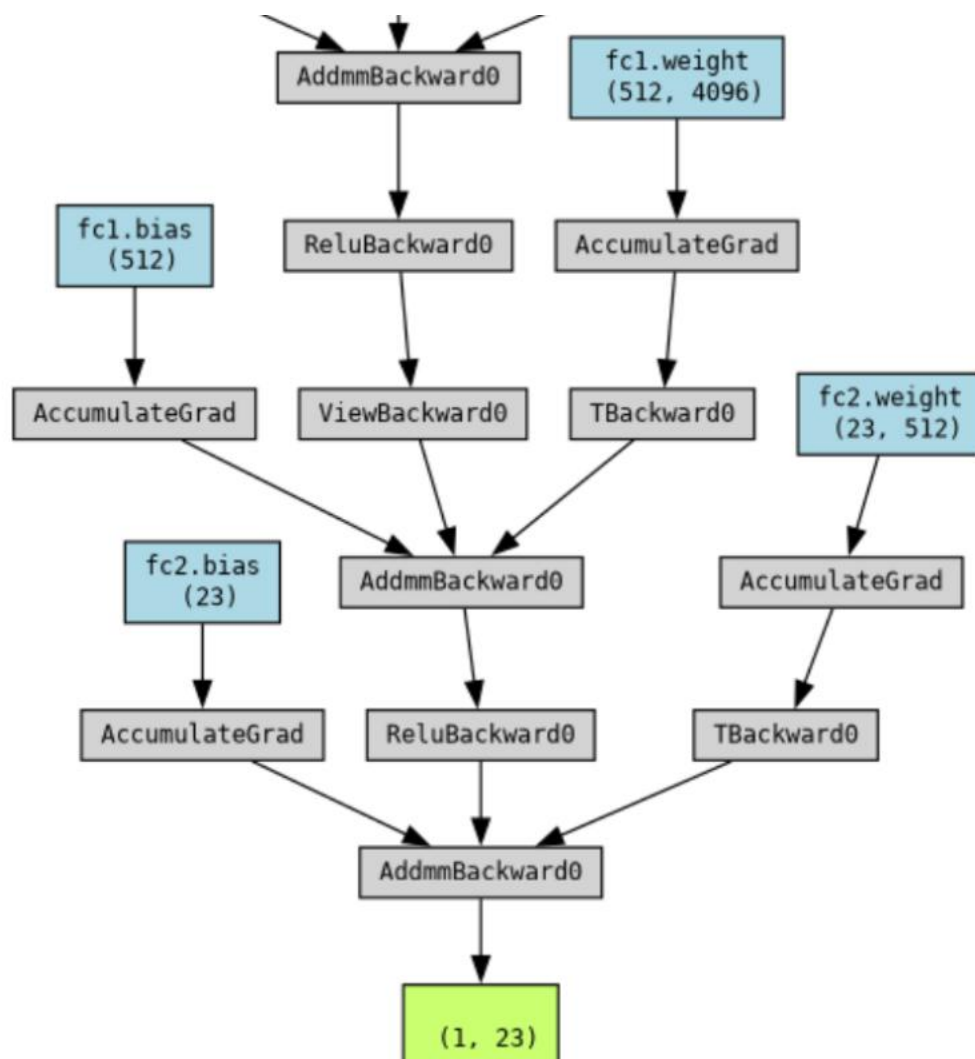 AddmmBackward0
fc1.weight
(512, 4096)
fc1.bias
(512)
ReluBackward0
AccumulateGrad
AccumulateGrad
ViewBackward0
TBackward0
fc2.weight
(23, 512)
fc2.bias
(23)
AddmmBackward0
AccumulateGrad
AccumulateGrad
ReluBackward0
TBackward0
AddmmBackward0
(1, 23)